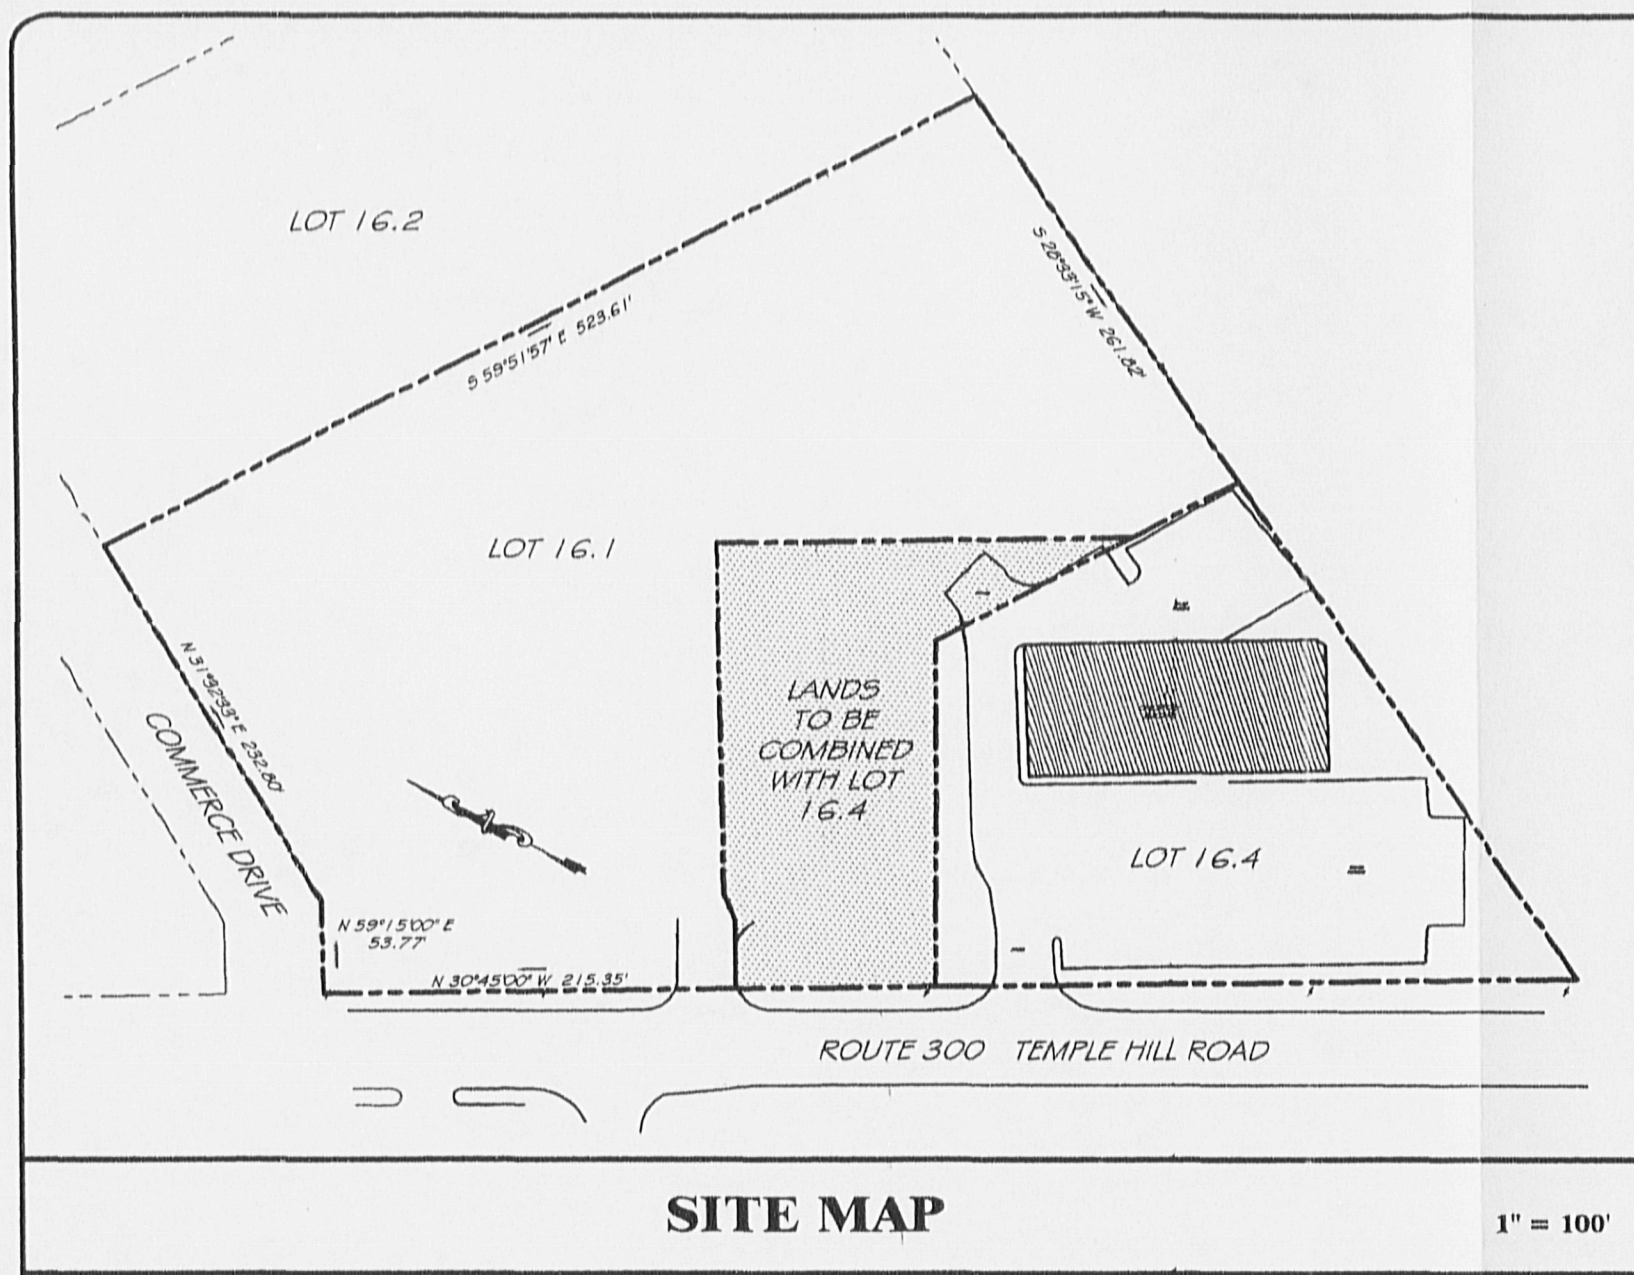 LOT 16.2
S 59°51'57" E 523.61'
S 28°33'15" W 261.82'
LOT 16.1
N 31°32'33" E 232.80'
COMMERCE DRIVE
LANDS
TO BE
COMBINED
WITH LOT
16.4
LOT 16.4
N 59°15'00" E
53.77'
N 30°45'00" W 215.35'
ROUTE 300 TEMPLE HILL ROAD
SITE MAP
1" = 100'